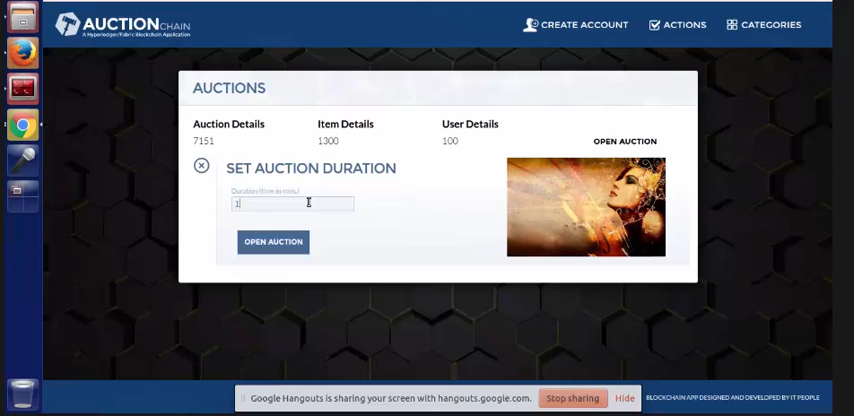 AUCTIONCHAIN
A Hyperledger/Fabric Blockchain Application
CREATE ACCOUNT
ACTIONS
CATEGORIES
AUCTIONS
Auction Details Item Details User Details
7151 1300 100
OPEN AUCTION
SET AUCTION DURATION
Duration (time in mins.)
1
OPEN AUCTION
Google Hangouts is sharing your screen with hangouts.google.com. Stop sharing Hide
BLOCKCHAIN APP DESIGNED AND DEVELOPED BY IT PEOPLE